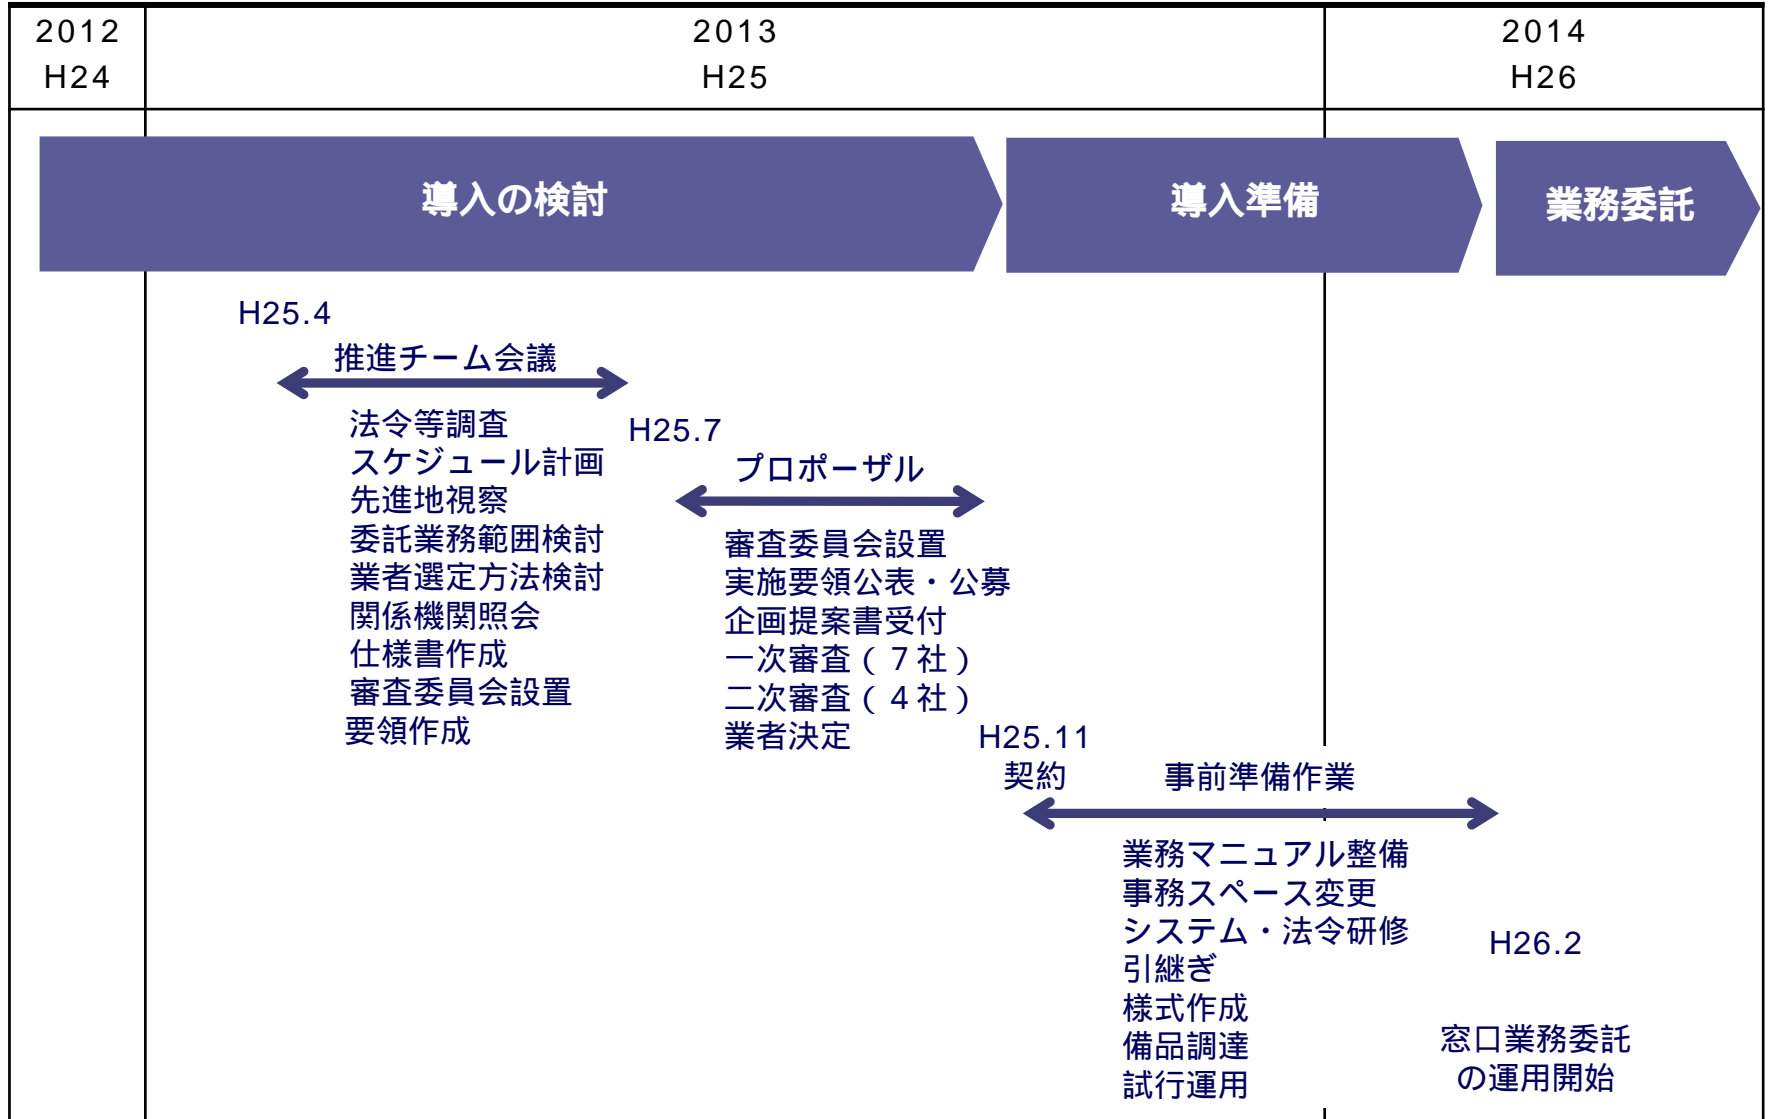 2012
H24
2013
H25
2014
H26
導入の検討
導入準備
業務委託
H25.4
推進チーム会議
法令等調査
スケジュール計画
先進地視察
委託業務範囲検討
業者選定方法検討
関係機関照会
仕様書作成
審査委員会設置
要領作成
H25.7
プロポーザル
審査委員会設置
実施要領公表・公募
企画提案書受付
一次審査（７社）
二次審査（４社）
業者決定
H25.11
契約
事前準備作業
業務マニュアル整備
事務スペース変更
システム・法令研修
引継ぎ
様式作成
備品調達
試行運用
H26.2
窓口業務委託
の運用開始